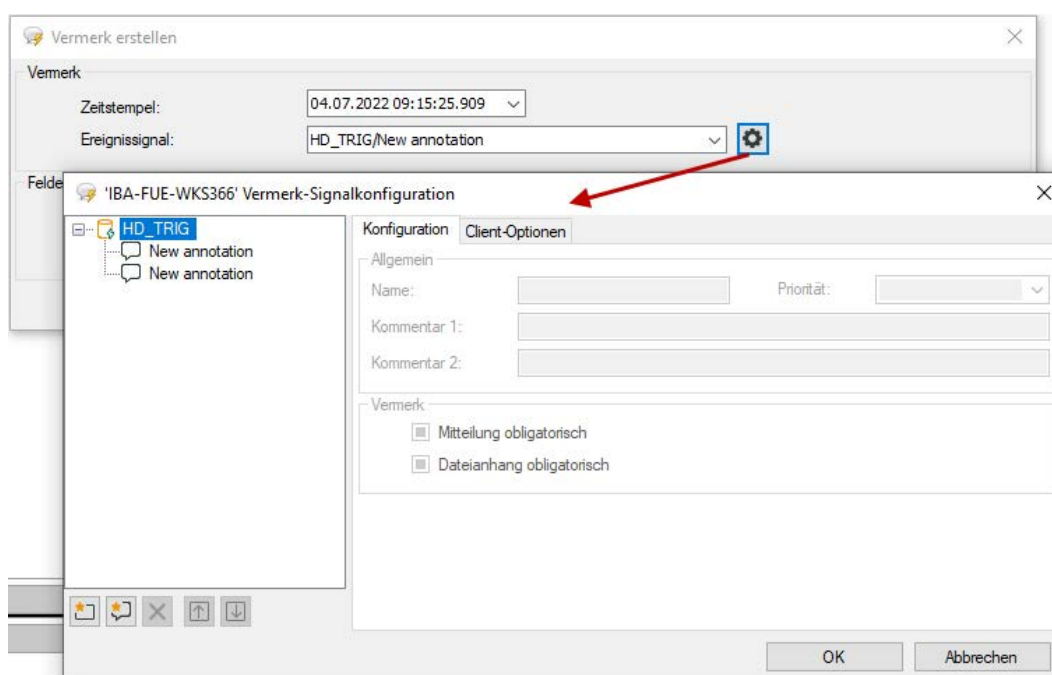 Vermerk erstellen
Vermerk
Zeitstempel: 04.07.2022 09:15:25.909
Ereignissignal: HD_TRIG/New annotation
Felde
'IBA-FUE-WKS366' Vermerk-Signalkonfiguration
HD_TRIG
New annotation
New annotation
Konfiguration Client-Optionen
Allgemein
Name: Priorität:
Kommentar 1:
Kommentar 2:
Vermerk
Mitteilung obligatorisch
Dateianhang obligatorisch
OK Abbrechen